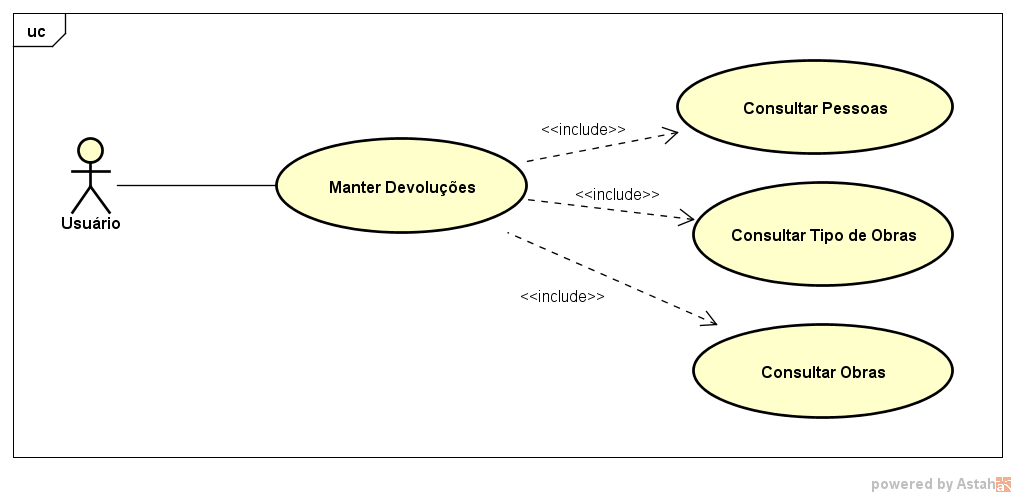 uc
Consultar Pessoas
<<include>>
Manter Devoluções
<<include>>
Usuário
Consultar Tipo de Obras
<<include>>
Consultar Obras
powered by Astah